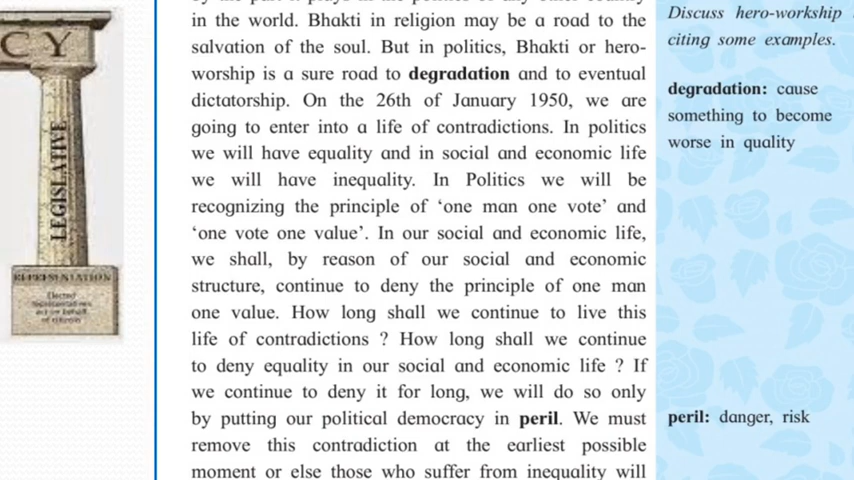 CY
LEGISLATIVE
REPRESENTATION
Elected
representatives
act on behalf
of citizens
in the world. Bhakti in religion may be a road to the
salvation of the soul. But in politics, Bhakti or hero-
worship is a sure road to degradation and to eventual
dictatorship. On the 26th of January 1950, we are
going to enter into a life of contradictions. In politics
we will have equality and in social and economic life
we will have inequality. In Politics we will be
recognizing the principle of ‘one man one vote’ and
‘one vote one value’. In our social and economic life,
we shall, by reason of our social and economic
structure, continue to deny the principle of one man
one value. How long shall we continue to live this
life of contradictions ? How long shall we continue
to deny equality in our social and economic life ? If
we continue to deny it for long, we will do so only
by putting our political democracy in peril. We must
remove this contradiction at the earliest possible
moment or else those who suffer from inequality will
Discuss hero-workship
citing some examples.
degradation: cause
something to become
worse in quality
peril: danger, risk